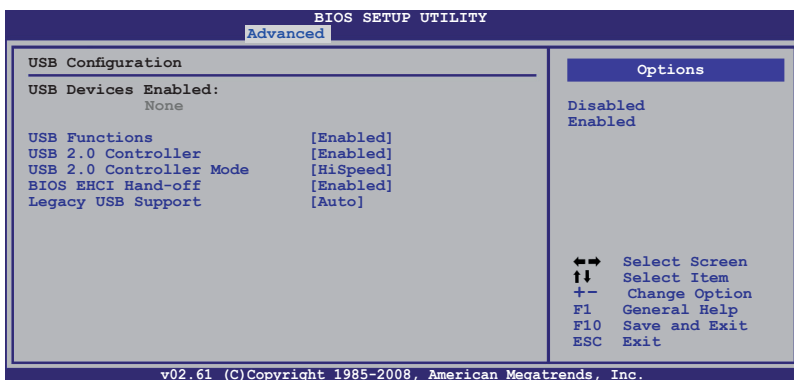 BIOS SETUP UTILITY
Advanced
USB Configuration
USB Devices Enabled:
None
USB Functions [Enabled]
USB 2.0 Controller [Enabled]
USB 2.0 Controller Mode [HiSpeed]
BIOS EHCI Hand-off [Enabled]
Legacy USB Support [Auto]
Options
Disabled
Enabled
←→ Select Screen
↑↓ Select Item
+- Change Option
F1 General Help
F10 Save and Exit
ESC Exit
v02.61 (C)Copyright 1985-2008, American Megatrends, Inc.